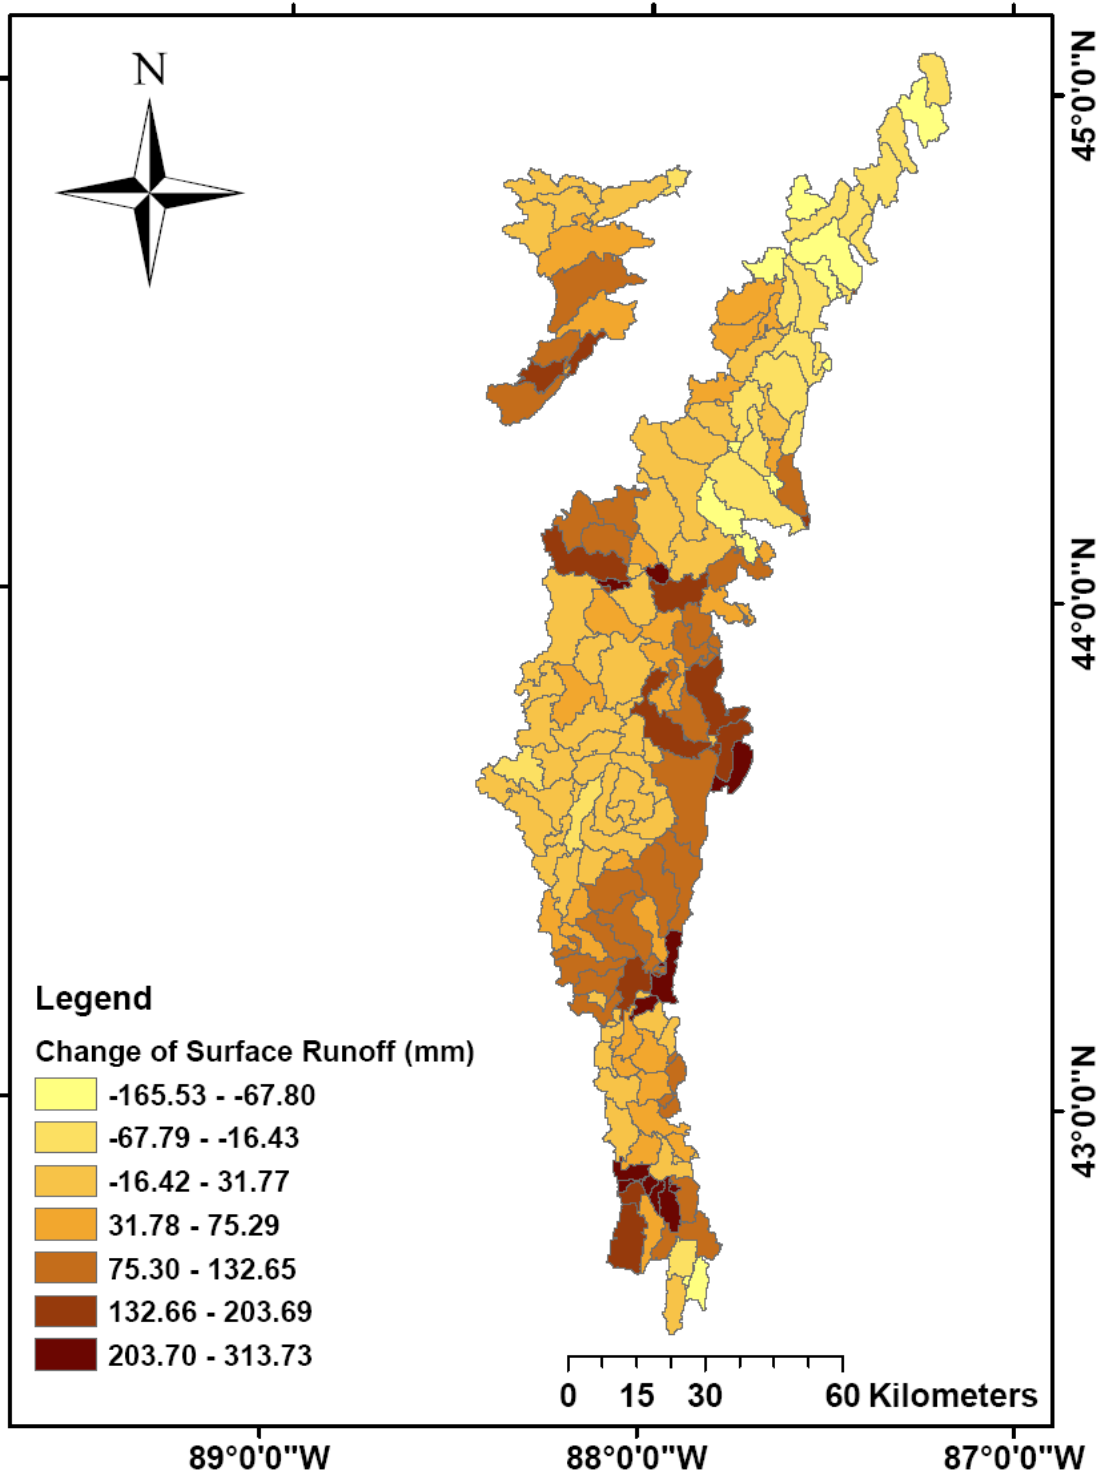 N
45°0'0"N
44°0'0"N
43°0'0"N
Legend
Change of Surface Runoff (mm)
-165.53 - -67.80
-67.79 - -16.43
-16.42 - 31.77
31.78 - 75.29
75.30 - 132.65
132.66 - 203.69
203.70 - 313.73
0 15 30 60 Kilometers
89°0'0"W 88°0'0"W 87°0'0"W